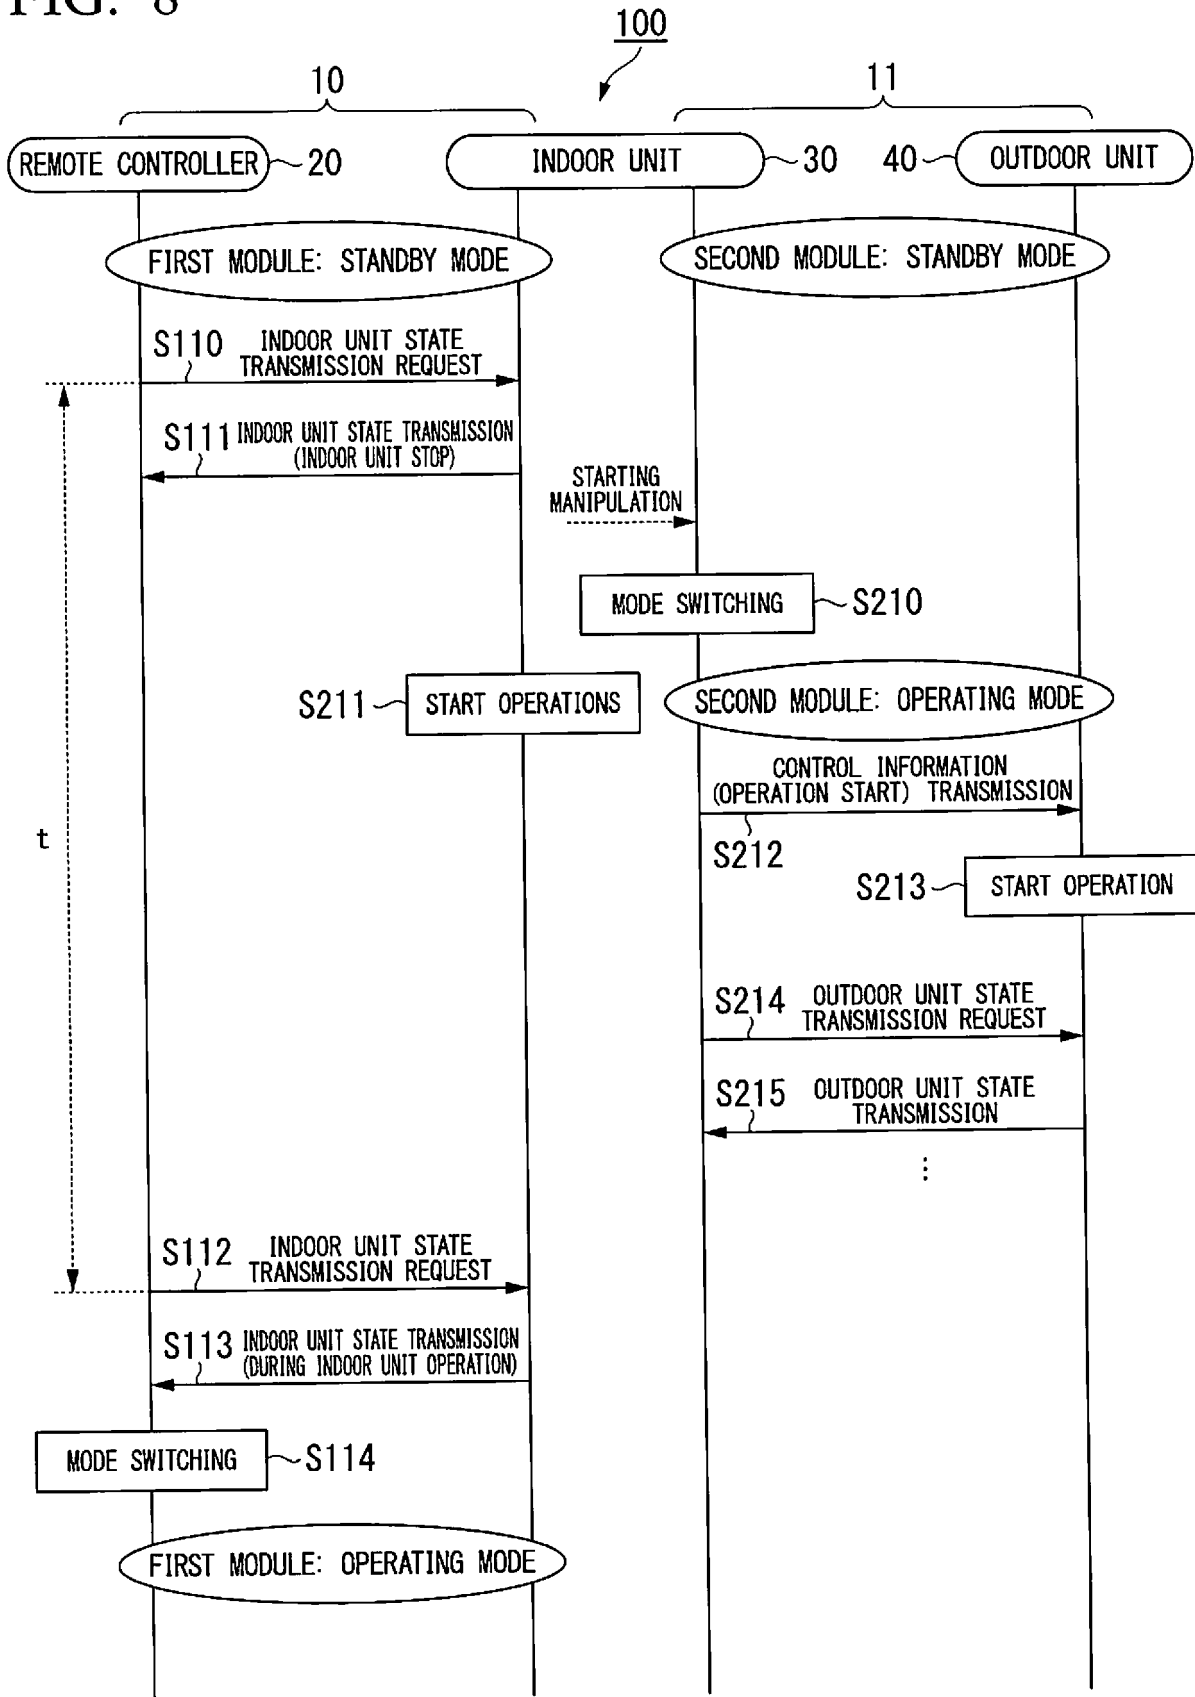 FIG. 8
100
10
11
REMOTE CONTROLLER
20
INDOOR UNIT
30
40
OUTDOOR UNIT
FIRST MODULE: STANDBY MODE
SECOND MODULE: STANDBY MODE
S110
INDOOR UNIT STATE
TRANSMISSION REQUEST
S111
INDOOR UNIT STATE TRANSMISSION
(INDOOR UNIT STOP)
STARTING
MANIPULATION
MODE SWITCHING
S210
S211
START OPERATIONS
SECOND MODULE: OPERATING MODE
CONTROL INFORMATION
(OPERATION START) TRANSMISSION
t
S212
S213
START OPERATION
S214
OUTDOOR UNIT STATE
TRANSMISSION REQUEST
S215
OUTDOOR UNIT STATE
TRANSMISSION
⋮
S112
INDOOR UNIT STATE
TRANSMISSION REQUEST
S113
INDOOR UNIT STATE TRANSMISSION
(DURING INDOOR UNIT OPERATION)
MODE SWITCHING
S114
FIRST MODULE: OPERATING MODE